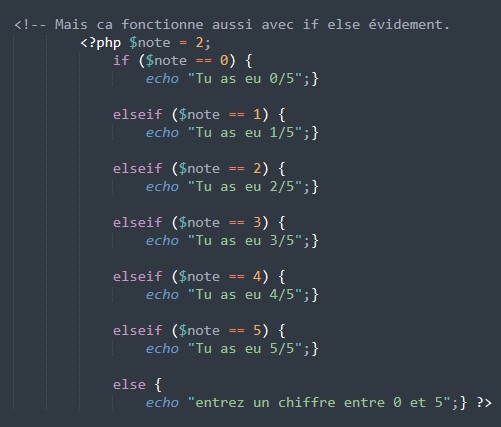 <!-- Mais ca fonctionne aussi avec if else évidement.
<?php $note = 2;
if ($note == 0) {
echo "Tu as eu 0/5";}
elseif ($note == 1) {
echo "Tu as eu 1/5";}
elseif ($note == 2) {
echo "Tu as eu 2/5";}
elseif ($note == 3) {
echo "Tu as eu 3/5";}
elseif ($note == 4) {
echo "Tu as eu 4/5";}
elseif ($note == 5) {
echo "Tu as eu 5/5";}
else {
echo "entrez un chiffre entre 0 et 5";} ?>